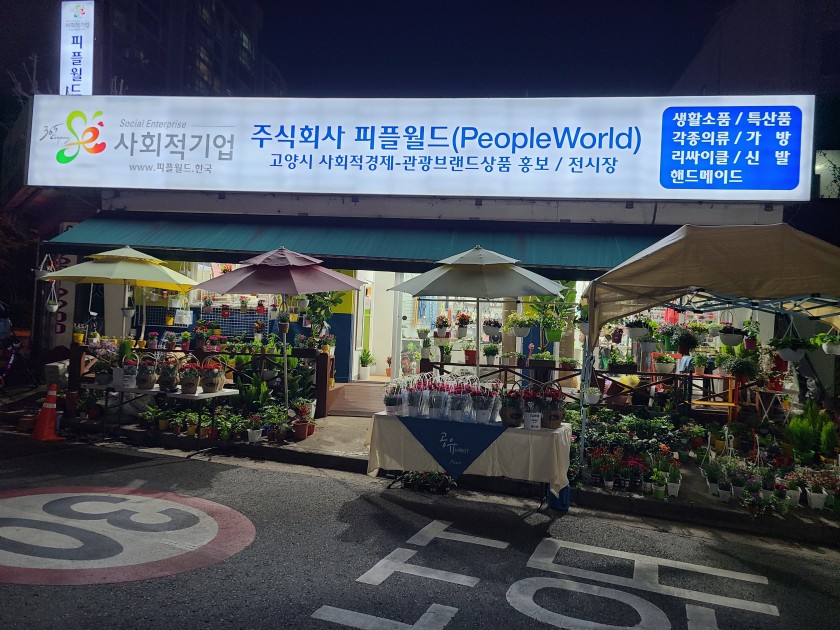 피플월드
Social Enterprise
사회적기업
www.피플월드.한국
주식회사 피플월드(PeopleWorld)
고양시 사회적경제-관광브랜드상품 홍보 / 전시장
생활소품 / 특산품
각종의류 / 가 방
리싸이클 / 신 발
핸드메이드
30